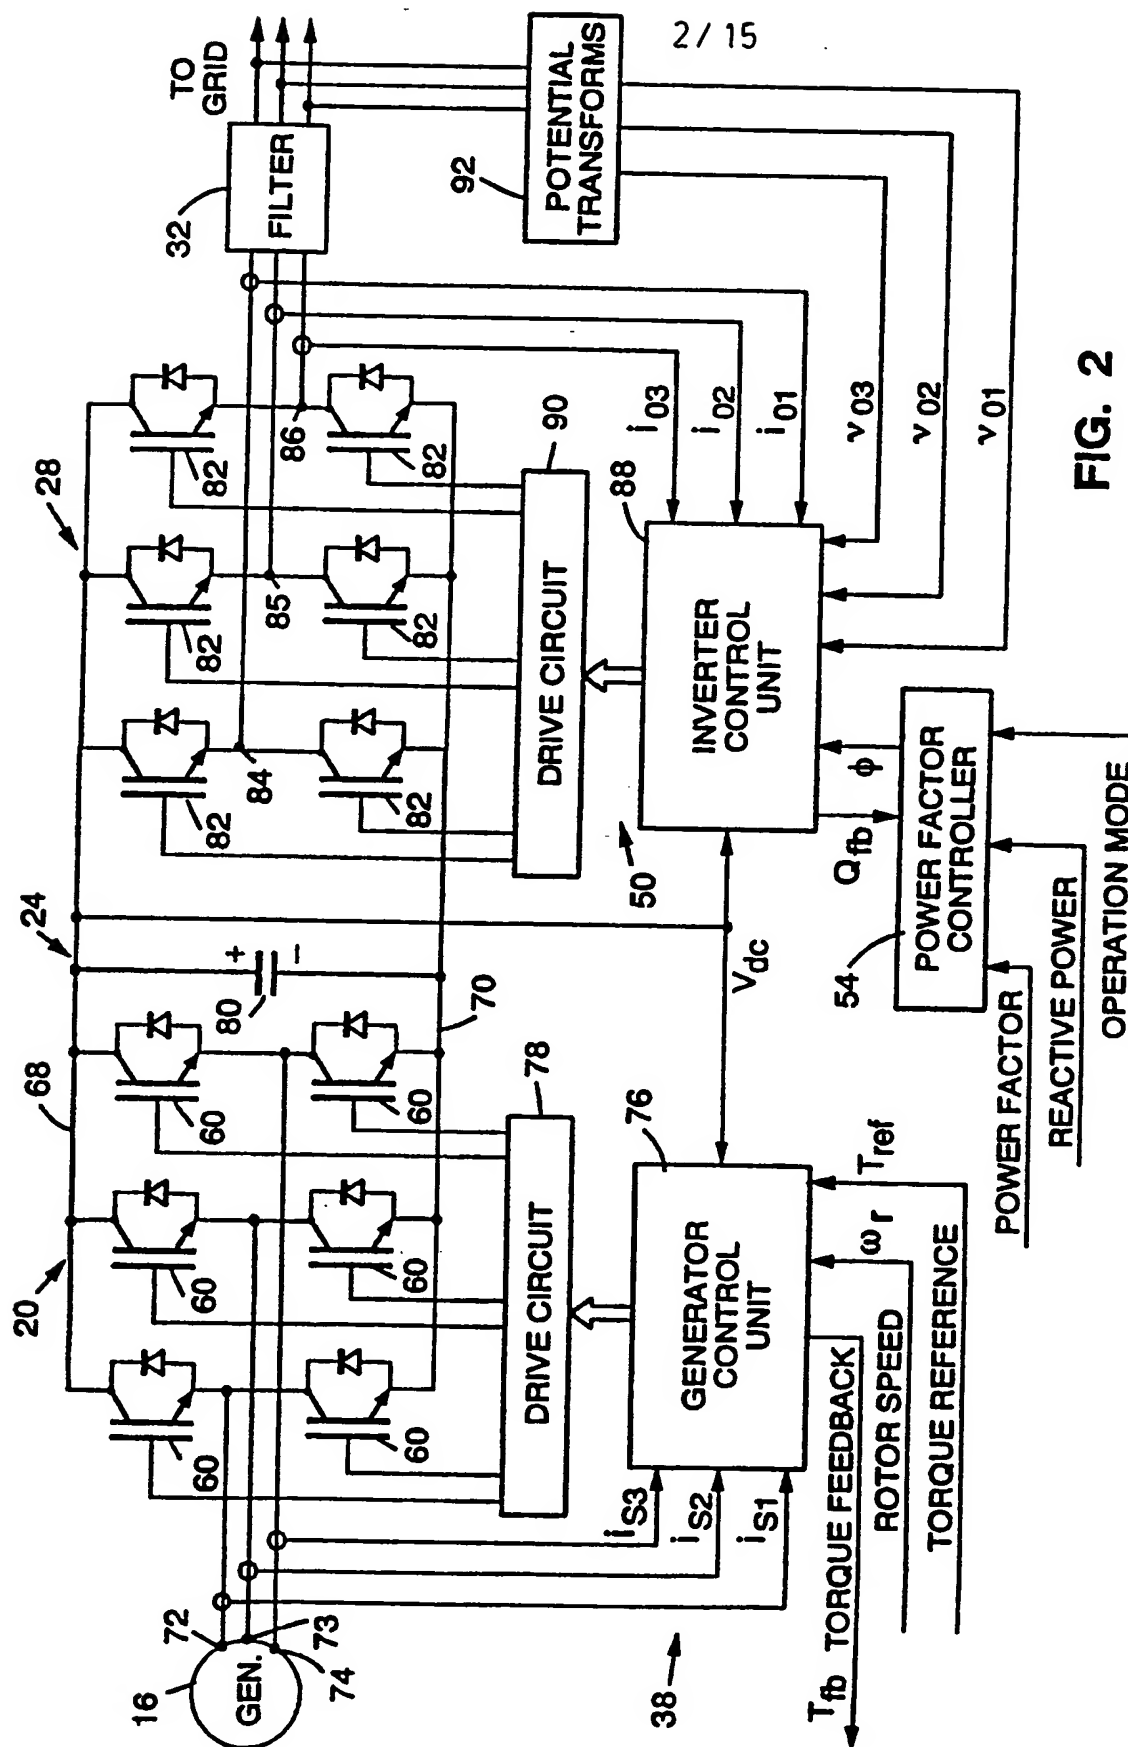 2/15
20
68
24
28
32
TO
GRID
16
GEN.
72
73
74
60
60
60
60
60
60
80
+
−
70
82
82
82
82
82
82
84
85
86
FILTER
92
POTENTIAL
TRANSFORMS
78
DRIVE CIRCUIT
90
DRIVE CIRCUIT
38
iS3
iS2
iS1
76
GENERATOR
CONTROL
UNIT
Vdc
50
88
INVERTER
CONTROL
UNIT
i03
i02
i01
ν03
ν02
ν01
Tfb TORQUE FEEDBACK
ROTOR SPEED
ωr
TORQUE REFERENCE
Tref
Qfb
ϕ
54
POWER FACTOR
CONTROLLER
POWER FACTOR
REACTIVE POWER
OPERATION MODE
FIG. 2